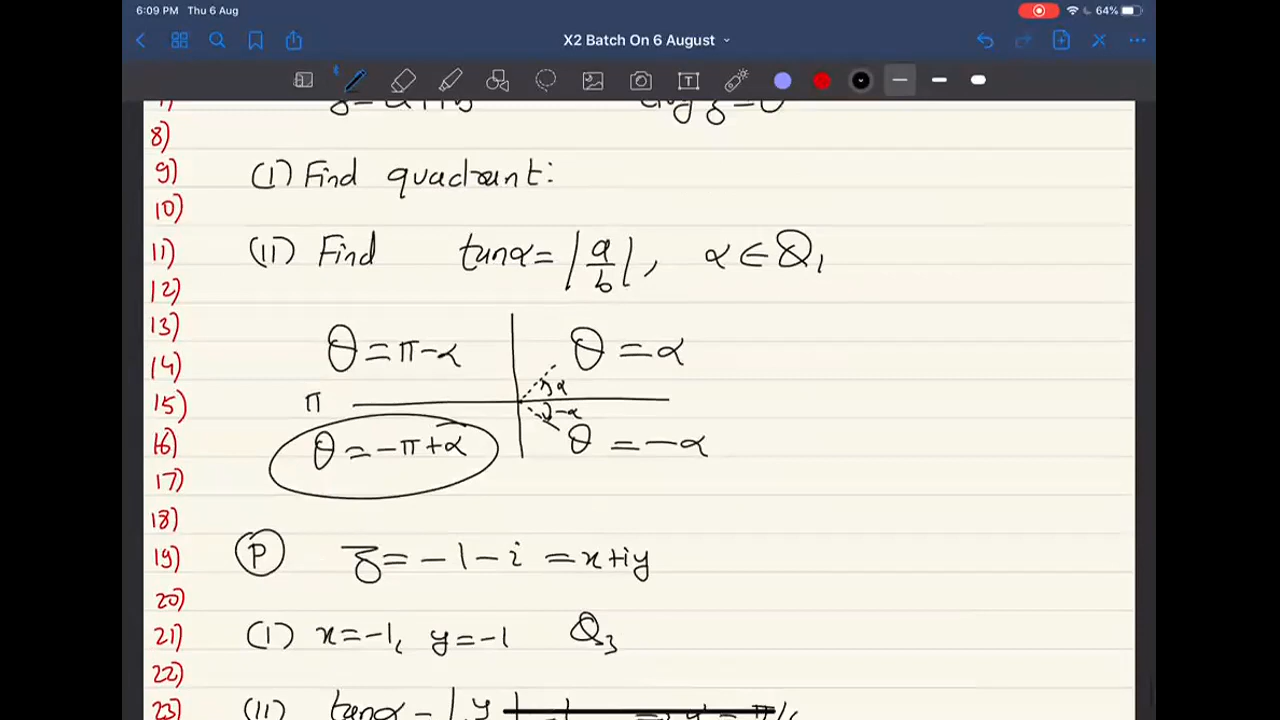 6:09 PM Thu 6 Aug
64%
X2 Batch On 6 August
T
8)
9) (I) Find quadrant:
10)
11) (II) Find tanα = |a/b|, α ∈ Q1
12)
13)
14) θ = π-α θ = α
α
15) π
-α
16) θ = -π+α θ = -α
17)
18)
19) P z = -1-i = x+iy
20)
21) (I) x=-1, y=-1 Q3
22)
23) (II) tanα = | y